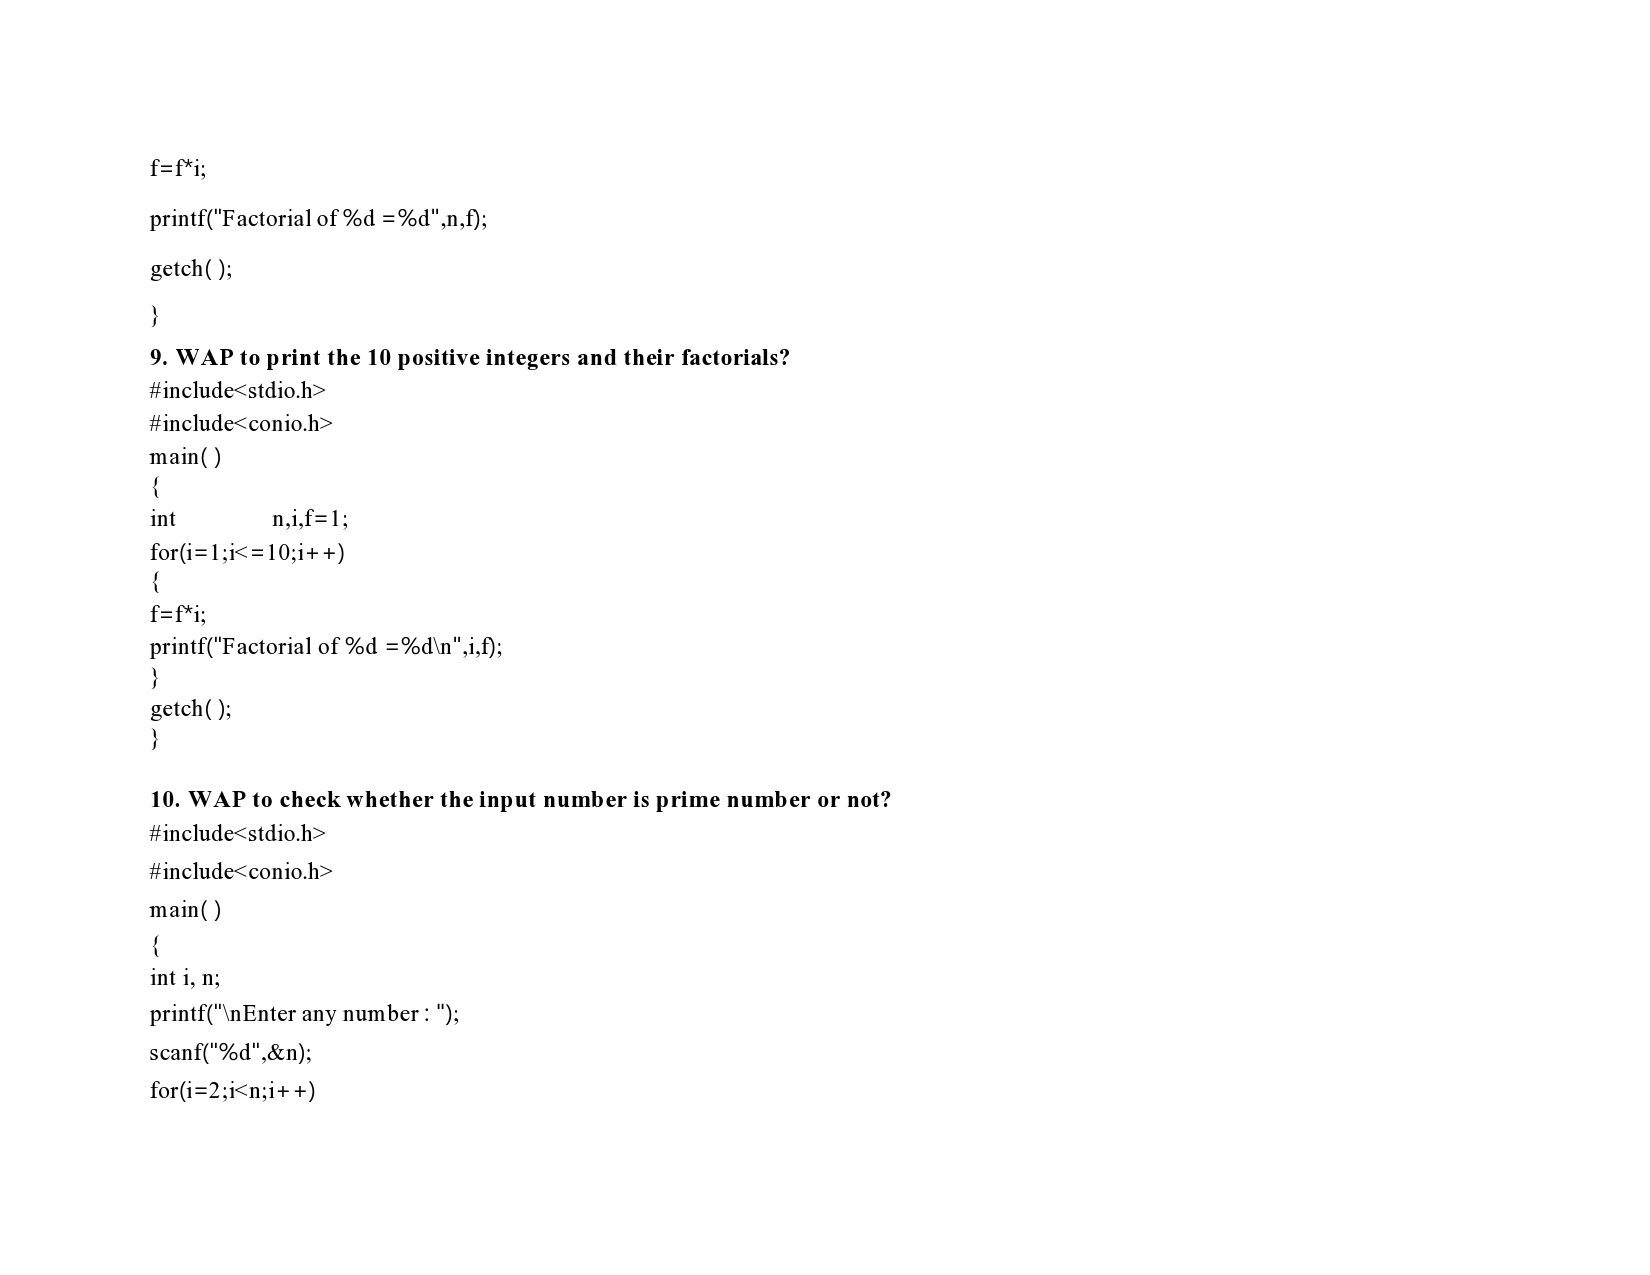 f=f*i;
printf("Factorial of %d =%d",n,f);
getch( );
}
9. WAP to print the 10 positive integers and their factorials?
#include<stdio.h>
#include<conio.h>
main( )
{
int n,i,f=1;
for(i=1;i<=10;i++)
{
f=f*i;
printf("Factorial of %d =%d\n",i,f);
}
getch( );
}
10. WAP to check whether the input number is prime number or not?
#include<stdio.h>
#include<conio.h>
main( )
{
int i, n;
printf("\nEnter any number : ");
scanf("%d",&n);
for(i=2;i<n;i++)